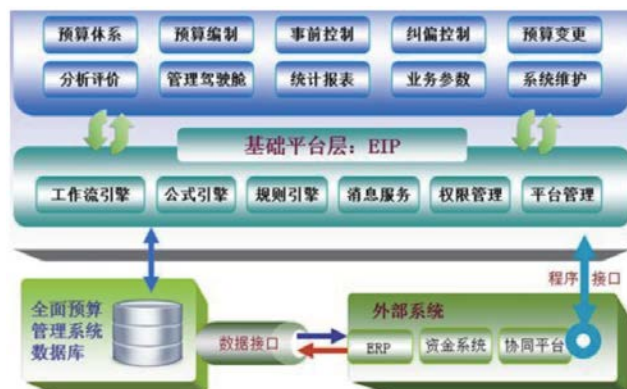 预算体系 预算编制 事前控制 纠偏控制 预算变更
分析评价 管理驾驶舱 统计报表 业务参数 系统维护
基础平台层：EIP
工作流引擎 公式引擎 规则引擎 消息服务 权限管理 平台管理
程序 接口
全面预算
管理系统
数据库
数据接口
外部系统
ERP 资金系统 协同平台